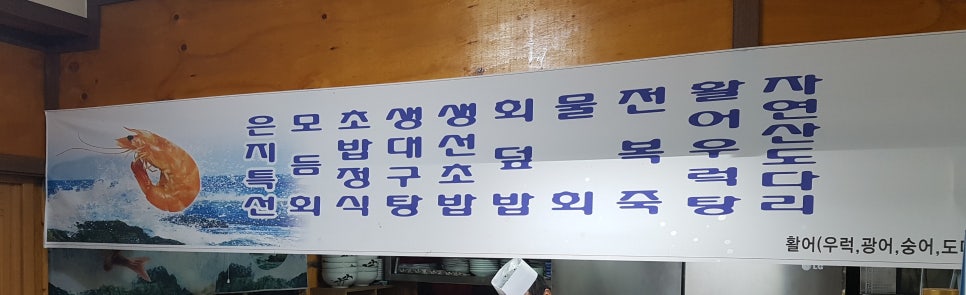 은지특선
모듬회
초밥정식
생대구탕
생선초밥
회덮밥
물회
전복죽
활어우럭탕
자연산도다리
활어(우럭,광어,숭어,도